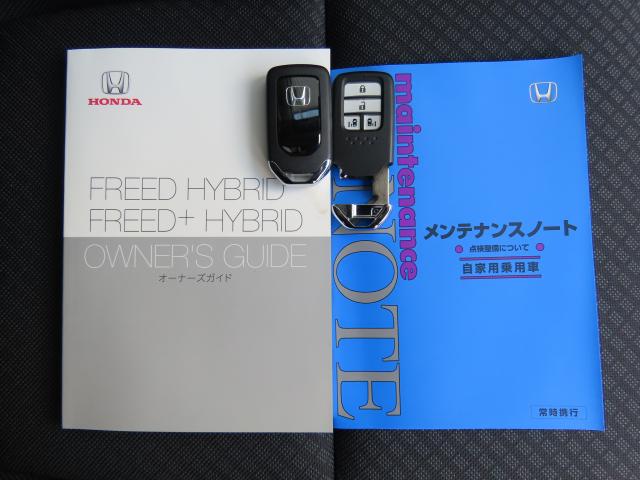 HONDA
FREED HYBRID
FREED+ HYBRID
OWNER'S GUIDE
オーナーズガイド
maintenance
NOTE
メンテナンスノート
点検整備について
自家用乗用車
常時携行